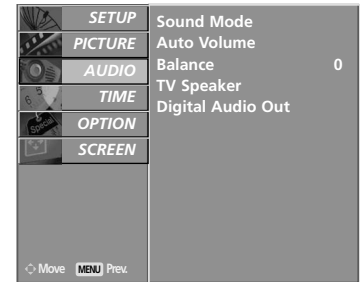 SETUP
PICTURE
AUDIO
TIME
OPTION
Special
SCREEN
Move MENU Prev.
Sound Mode
Auto Volume
Balance 0
TV Speaker
Digital Audio Out